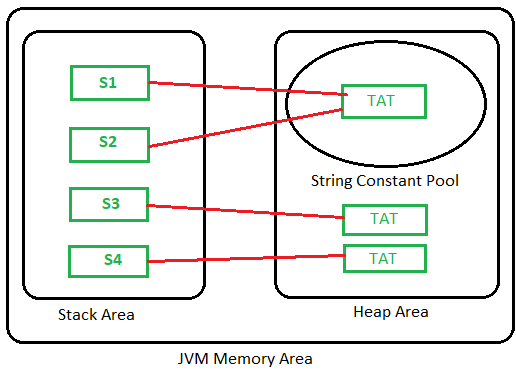 S1
S2
S3
S4
Stack Area
TAT
String Constant Pool
TAT
TAT
Heap Area
JVM Memory Area